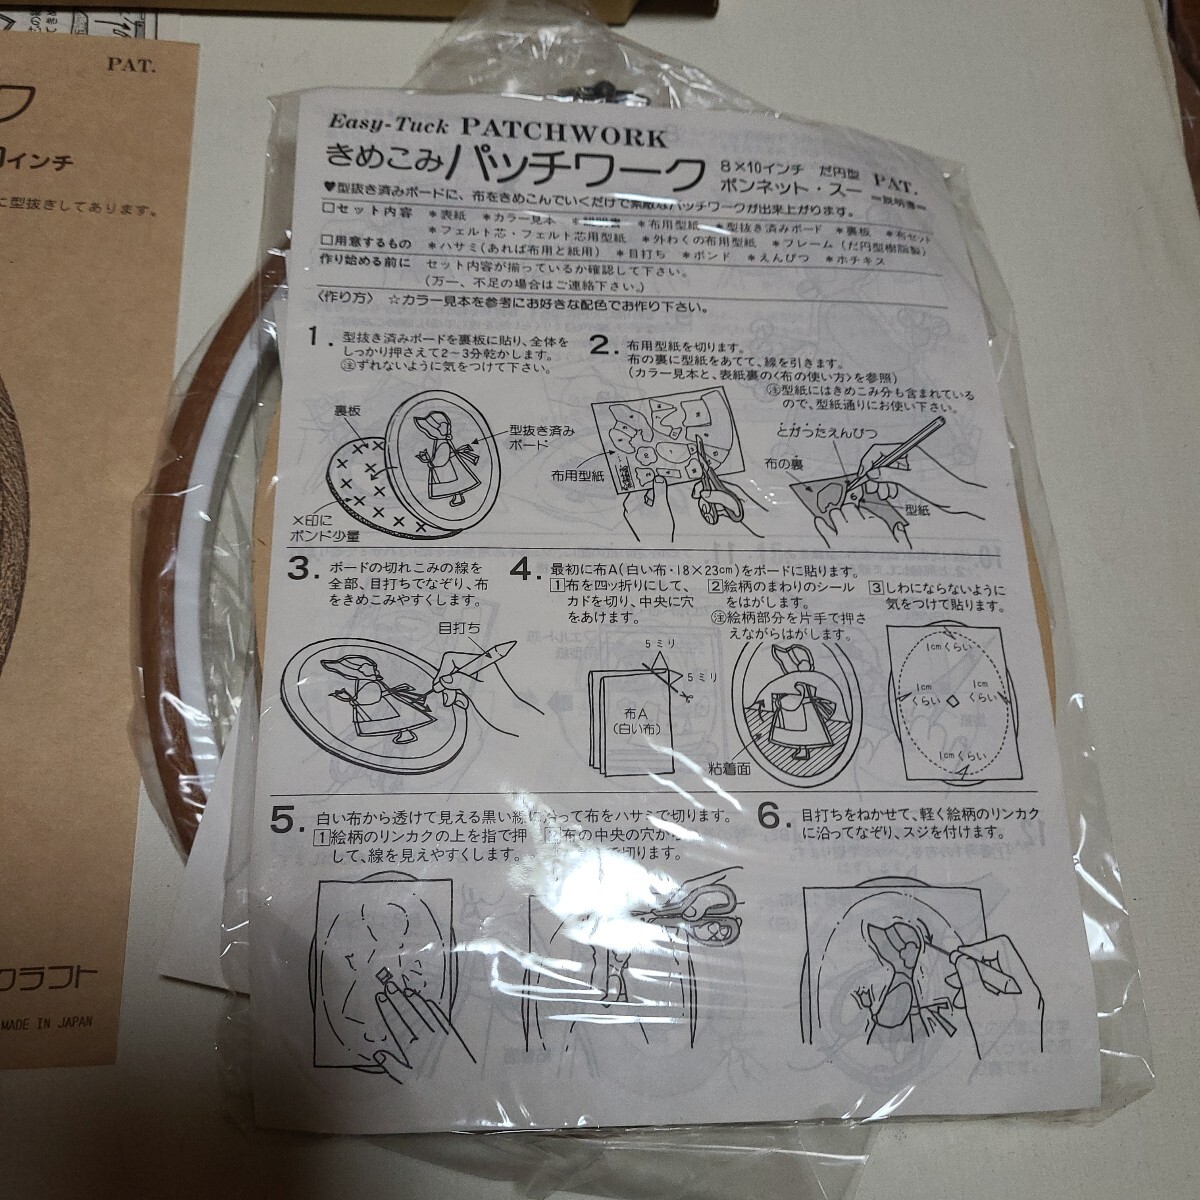 PAT.
インチ
に型抜きしてあります。
クラフト
MADE IN JAPAN
Easy-Tuck PATCHWORK
きめこみパッチワーク
8×10インチ だ円型
ボンネット・スー
PAT.
ー説明書ー
♥型抜き済みボードに、布をきめこんでいくだけで素敵なパッチワークが出来上がります。
□セット内容 *表紙 *カラー見本 *説明書 *布用型紙 *型抜き済みボード *裏板 *布セット
*フェルト芯・フェルト芯用型紙 *外わくの布用型紙 *フレーム(だ円型樹脂製)
□用意するもの *ハサミ(あれば布用と紙用) *目打ち *ボンド *えんぴつ *ホチキス
作り始める前に セット内容が揃っているか確認して下さい。
(万一、不足の場合はご連絡下さい。)
〈作り方〉 ☆カラー見本を参考にお好きな配色でお作り下さい。
1. 型抜き済みボードを裏板に貼り、全体を
しっかり押さえて2~3分乾かします。
注ずれないように気をつけて下さい。
裏板
型抜き済み
ボード
×印に
ボンド少量
2. 布用型紙を切ります。
布の裏に型紙をあてて、線を引きます。
(カラー見本と、表紙裏の〈布の使い方〉を参照)
注型紙にはきめこみ分も含まれている
ので、型紙通りにお使い下さい。
布用型紙
とがったえんぴつ
布の裏
型紙
3. ボードの切れこみの線を
全部、目打ちでなぞり、布
をきめこみやすくします。
目打ち
4. 最初に布A(白い布・18×23cm)をボードに貼ります。
1布を四ッ折りにして、
カドを切り、中央に穴
をあけます。
5ミリ
5ミリ
布A
(白い布)
2絵柄のまわりのシール
をはがします。
注絵柄部分を片手で押さ
えながらはがします。
粘着面
3しわにならないように
気をつけて貼ります。
1cmくらい
1cm
くらい
1cm
くらい
1cmくらい
5. 白い布から透けて見える黒い線に沿って布をハサミで切ります。
1絵柄のリンカクの上を指で押
して、線を見えやすくします。
2布の中央の穴から
で切ります。
6. 目打ちをねかせて、軽く絵柄のリンカク
に沿ってなぞり、スジを付けます。